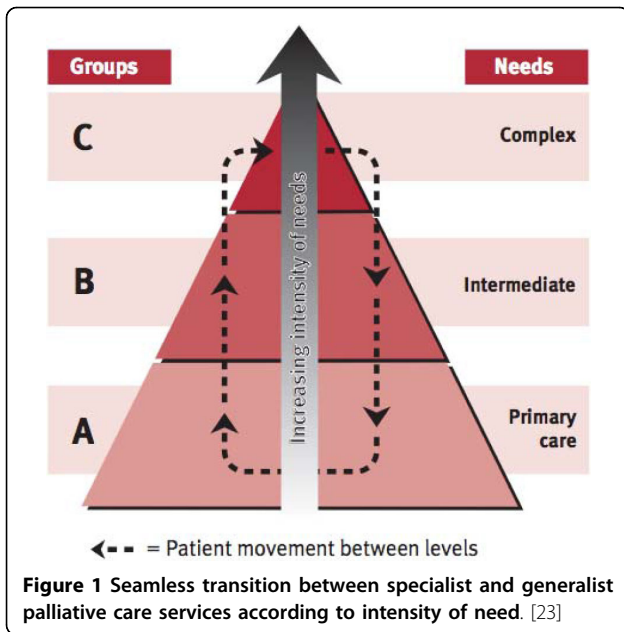 Groups
Needs
C
Complex
Increasing intensity of needs
B
Intermediate
A
Primary
care
= Patient movement between levels
Figure 1 Seamless transition between specialist and generalist
palliative care services according to intensity of need. [23]